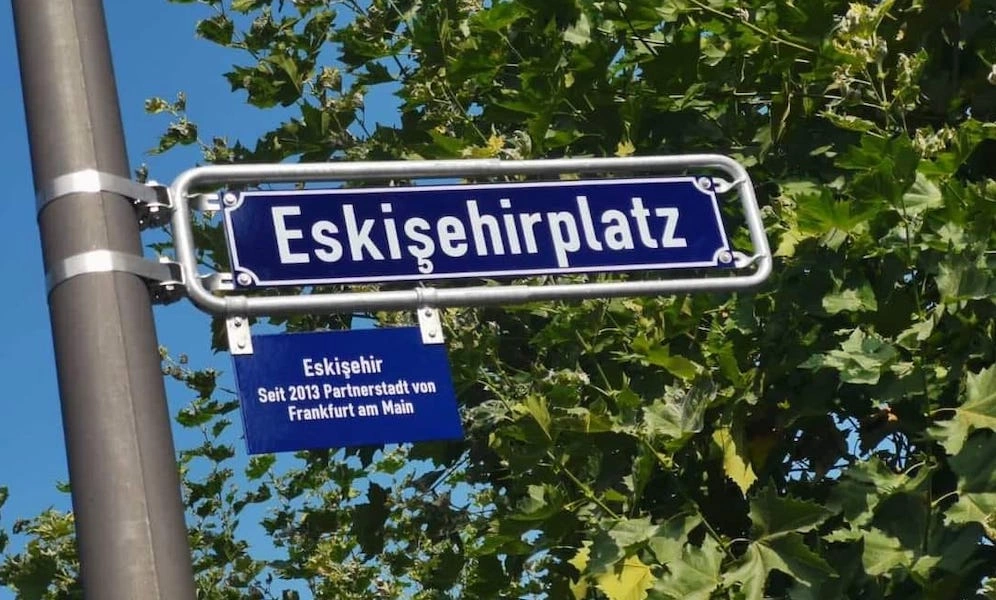 Eskişehirplatz
Eskişehir
Seit 2013 Partnerstadt von
Frankfurt am Main